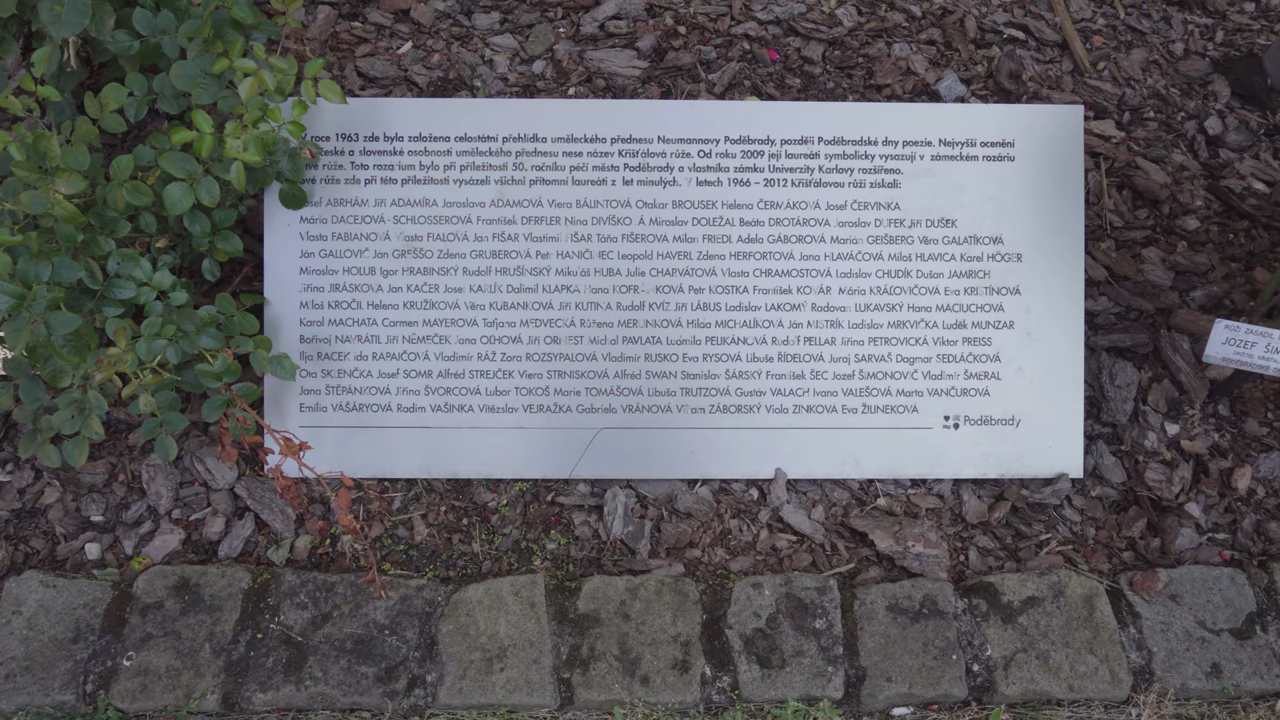 roce 1963 zde byla založena celostátní přehlídka uměleckého přednesu Neumannovy Poděbrady, později Poděbradské dny poezie. Nejvyšší ocenění
české a slovenské osobnosti uměleckého přednesu nese název Křišťálová růže. Od roku 2009 její laureáti symbolicky vysazují v zámeckém rozáriu
své růže. Toto rozarium bylo při příležitosti 50. ročníku péčí města Poděbrady a vlastníka zámku Univerzity Karlovy rozšířeno.
své růže zde při této příležitosti vysázeli všichni přítomní laureáti z let minulých. V letech 1966 – 2012 Křišťálovou růži získali:
Josef ABRHÁM Jiří ADAMÍRA Jaroslava ADAMOVÁ Viera BÁLINTOVÁ Otakar BROUSEK Helena ČERMÁKOVÁ Josef ČERVINKA
Mária DACEJOVÁ - SCHLOSSEROVÁ František DERFLER Nina DIVÍŠKOVÁ Miroslav DOLEŽAL Beáta DROTÁROVA Jaroslav DUFEK Jiří DUŠEK
Vlasta FABIANOVÁ Vlasta FIALOVÁ Jan FIŠAR Vlastimil FIŠAR Táňa FIŠEROVÁ Milan FRIEDL Adela GÁBOROVÁ Marián GEIŠBERG Věra GALATÍKOVÁ
Ján GALLOVIČ Ján GREŠŠO Zdena GRUBEROVÁ Petr HANIČINEC Leopold HAVERL Zdena HERFORTOVÁ Jana HLAVÁČOVÁ Miloš HLAVICA Karel HÖGER
Miroslav HOLUB Igor HRABINSKÝ Rudolf HRUŠÍNSKÝ Mikuláš HUBA Julie CHARVÁTOVÁ Vlasta CHRAMOSTOVÁ Ladislav CHUDÍK Dušan JAMRICH
Jiřina JIRÁSKOVA Jan KAČER Josef KARLÍK Dalimil KLAPKA Hana KOFRÁNKOVÁ Petr KOSTKA František KOVÁR Mária KRÁĽOVIČOVÁ Eva KRISTÍNOVÁ
Miloš KROČIL Helena KRUŽÍKOVÁ Věra KUBÁNKOVÁ Jiří KUTINA Rudolf KVÍZ Jiří LÁBUS Ladislav LAKOMÝ Radovan LUKAVSKÝ Hana MACIUCHOVÁ
Karol MACHATA Carmen MAYEROVÁ Taťjana MEDVECKÁ Růžena MERUNKOVÁ Hilda MICHALÍKOVÁ Ján MISTRÍK Ladislav MRKVIČKA Luděk MUNZAR
Bořivoj NAVRÁTIL Jiří NĚMEČEK Jana OLHOVÁ Jiří ORNEST Michal PAVLATA Ludmila PELIKÁNOVÁ Rudolf PELLAR Jiřina PETROVICKÁ Viktor PREISS
Ilja RACEK Ida RAPAIČOVÁ Vladimír RÁŽ Zora ROZSYPALOVÁ Vladimír RUSKO Eva RYSOVÁ Libuše ŘÍDELOVÁ Juraj SARVAŠ Dagmar SEDLÁČKOVÁ
Ota SKLENČKA Josef SOMR Alfréd STREJČEK Viera STRNISKOVÁ Alfréd SWAN Stanislav ŠÁRSKÝ František ŠEC Jozef ŠIMONOVIČ Vladimír ŠMERAL
Jana ŠTĚPÁNKOVÁ Jiřina ŠVORCOVÁ Lubor TOKOŠ Marie TOMÁŠOVÁ Libuša TRUTZOVÁ Gustáv VALACH Ivana VALEŠOVÁ Marta VANČUROVÁ
Emília VÁŠÁRYOVÁ Radim VAŠINKA Vítězslav VEJRAŽKA Gabriela VRÁNOVÁ Viliam ZÁBORSKÝ Viola ZINKOVÁ Eva ŽILINEKOVÁ
Poděbrady
RŮŽI ZASADIL
JOZEF ŠIM